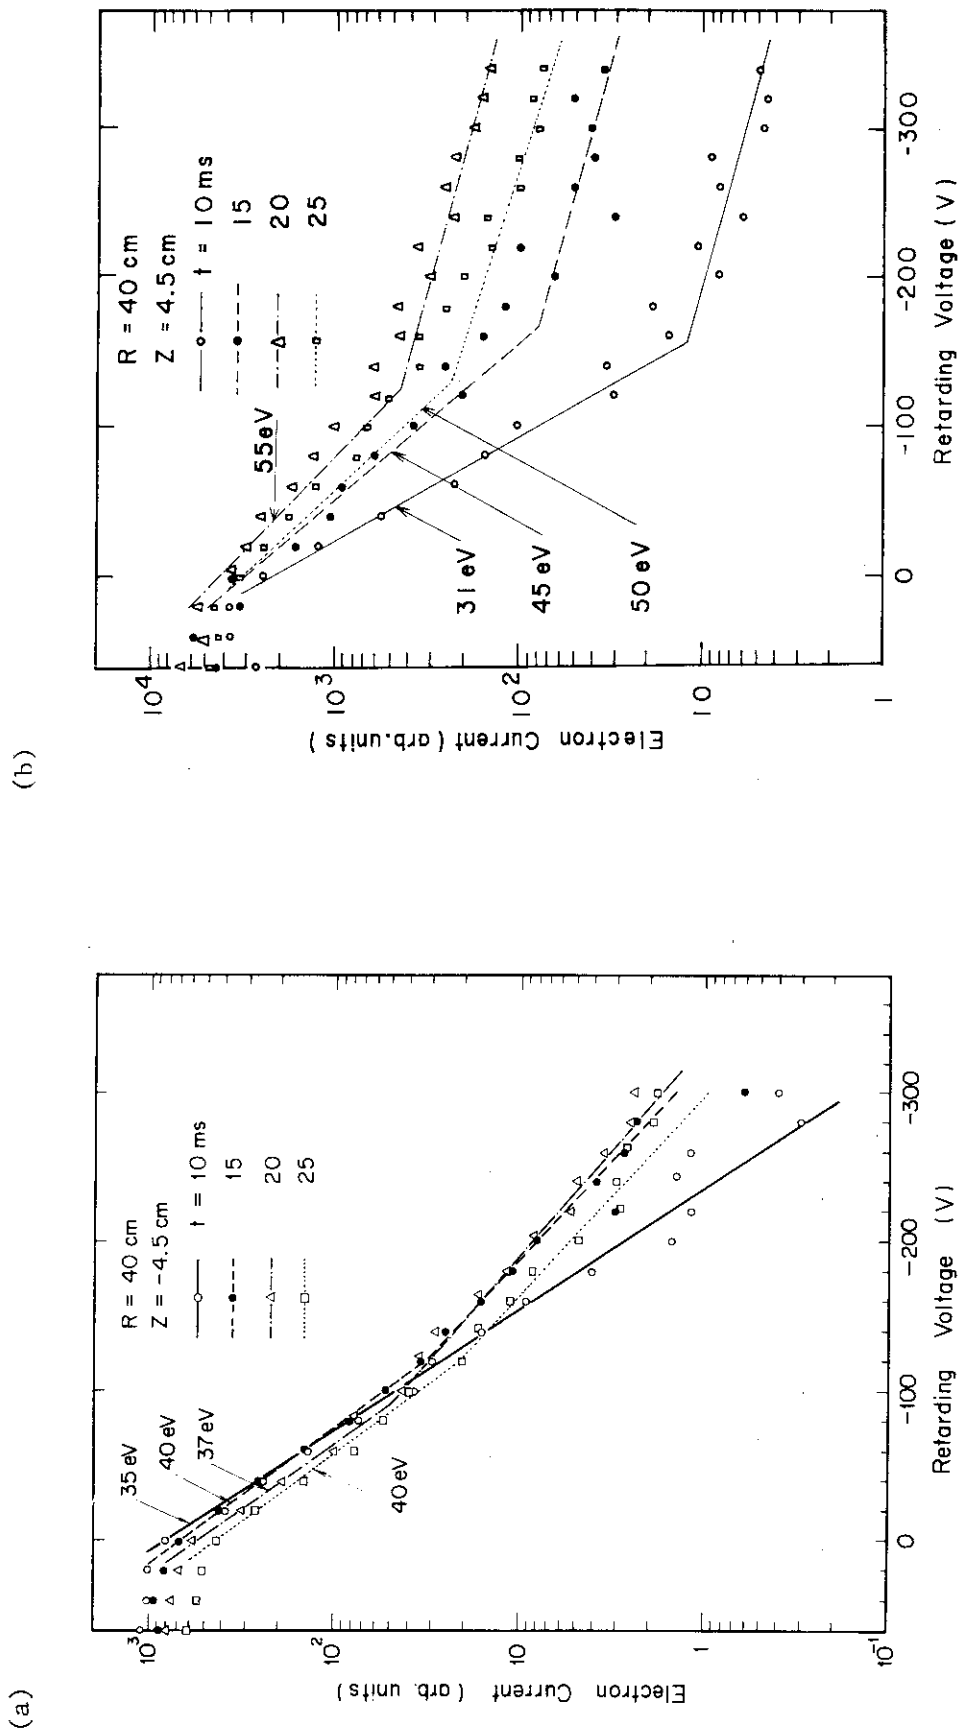 (a)
R = 40 cm
Z = -4.5 cm
t = 10 ms
15
20
25
35 eV
40 eV
37 eV
40 eV
10³
10²
10
1
10⁻¹
Electron Current ( arb. units )
0
-100
-200
-300
Retarding Voltage (V)
(b)
R = 40 cm
Z = 4.5 cm
t = 10 ms
15
20
25
55 eV
31 eV
45 eV
50 eV
10⁴
10³
10²
10
1
Electron Current ( arb. units )
0
-100
-200
-300
Retarding Voltage ( V )